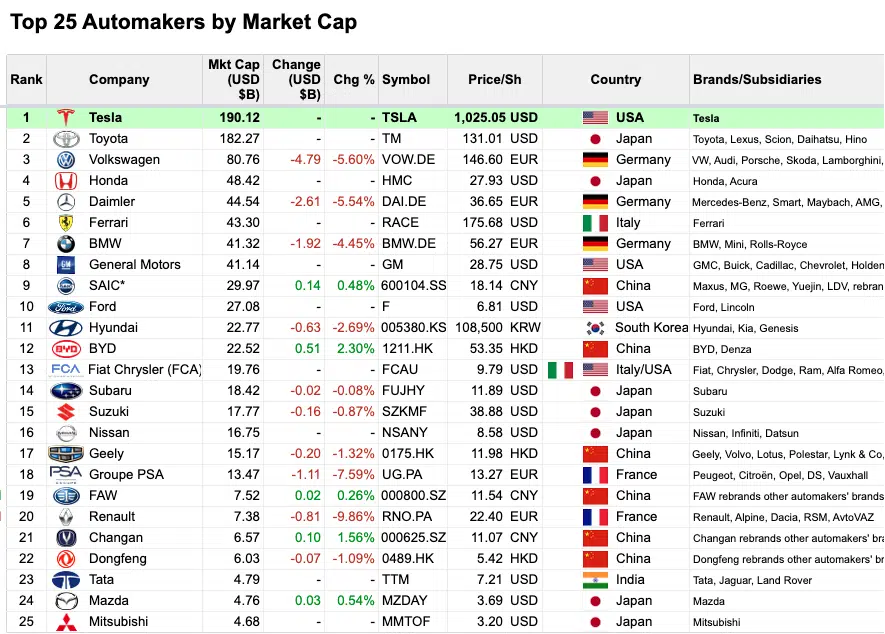 Top 25 Automakers by Market Cap
Rank Company Mkt Cap (USD $B) Change (USD $B) Chg % Symbol Price/Sh Country Brands/Subsidiaries
1 Tesla 190.12 - - TSLA 1,025.05 USD USA Tesla
2 Toyota 182.27 - - TM 131.01 USD Japan Toyota, Lexus, Scion, Daihatsu, Hino
3 Volkswagen 80.76 -4.79 -5.60% VOW.DE 146.60 EUR Germany VW, Audi, Porsche, Skoda, Lamborghini,
4 Honda 48.42 - - HMC 27.93 USD Japan Honda, Acura
5 Daimler 44.54 -2.61 -5.54% DAI.DE 36.65 EUR Germany Mercedes-Benz, Smart, Maybach, AMG,
6 Ferrari 43.30 - - RACE 175.68 USD Italy Ferrari
7 BMW 41.32 -1.92 -4.45% BMW.DE 56.27 EUR Germany BMW, Mini, Rolls-Royce
8 GM General Motors 41.14 - - GM 28.75 USD USA GMC, Buick, Cadillac, Chevrolet, Holden
9 SAIC* 29.97 0.14 0.48% 600104.SS 18.14 CNY China Maxus, MG, Roewe, Yuejin, LDV, rebran
10 Ford Ford 27.08 - - F 6.81 USD USA Ford, Lincoln
11 Hyundai 22.77 -0.63 -2.69% 005380.KS 108,500 KRW South Korea Hyundai, Kia, Genesis
12 BYD BYD 22.52 0.51 2.30% 1211.HK 53.35 HKD China BYD, Denza
13 FCA Fiat Chrysler (FCA) 19.76 - - FCAU 9.79 USD Italy/USA Fiat, Chrysler, Dodge, Ram, Alfa Romeo,
14 Subaru 18.42 -0.02 -0.08% FUJHY 11.89 USD Japan Subaru
15 Suzuki 17.77 -0.16 -0.87% SZKMF 38.88 USD Japan Suzuki
16 Nissan 16.75 - - NSANY 8.58 USD Japan Nissan, Infiniti, Datsun
17 Geely 15.17 -0.20 -1.32% 0175.HK 11.98 HKD China Geely, Volvo, Lotus, Polestar, Lynk & Co,
18 PSA Groupe PSA 13.47 -1.11 -7.59% UG.PA 13.27 EUR France Peugeot, Citroën, Opel, DS, Vauxhall
19 FAW 7.52 0.02 0.26% 000800.SZ 11.54 CNY China FAW rebrands other automakers' brands
20 Renault 7.38 -0.81 -9.86% RNO.PA 22.40 EUR France Renault, Alpine, Dacia, RSM, AvtoVAZ
21 Changan 6.57 0.10 1.56% 000625.SZ 11.07 CNY China Changan rebrands other automakers' bra
22 Dongfeng 6.03 -0.07 -1.09% 0489.HK 5.42 HKD China Dongfeng rebrands other automakers' br
23 Tata 4.79 - - TTM 7.21 USD India Tata, Jaguar, Land Rover
24 Mazda 4.76 0.03 0.54% MZDAY 3.69 USD Japan Mazda
25 Mitsubishi 4.68 - - MMTOF 3.20 USD Japan Mitsubishi